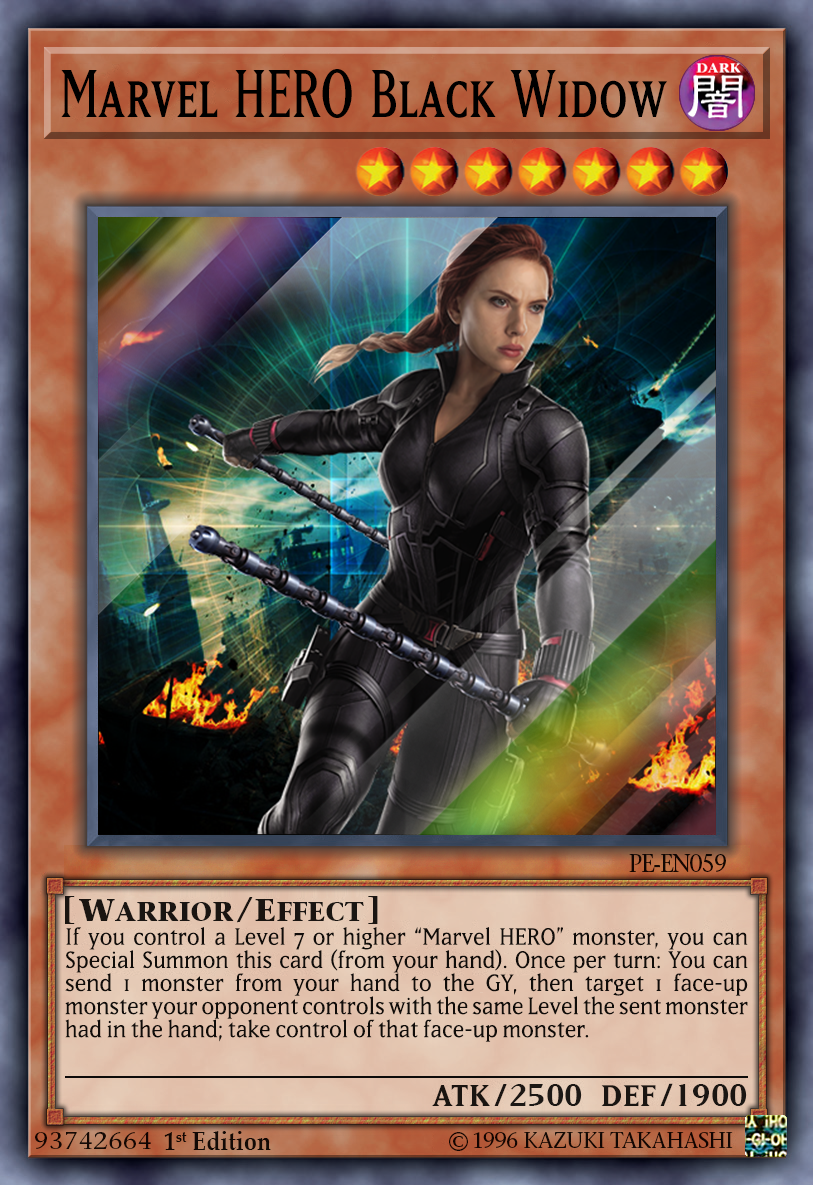 Marvel HERO Black Widow
DARK
闇
PE-EN059
[Warrior/Effect]
If you control a Level 7 or higher “Marvel HERO” monster, you can
Special Summon this card (from your hand). Once per turn: You can
send 1 monster from your hand to the GY, then target 1 face-up
monster your opponent controls with the same Level the sent monster
had in the hand; take control of that face-up monster.
ATK/2500 DEF/1900
93742664 1st Edition
© 1996 KAZUKI TAKAHASHI